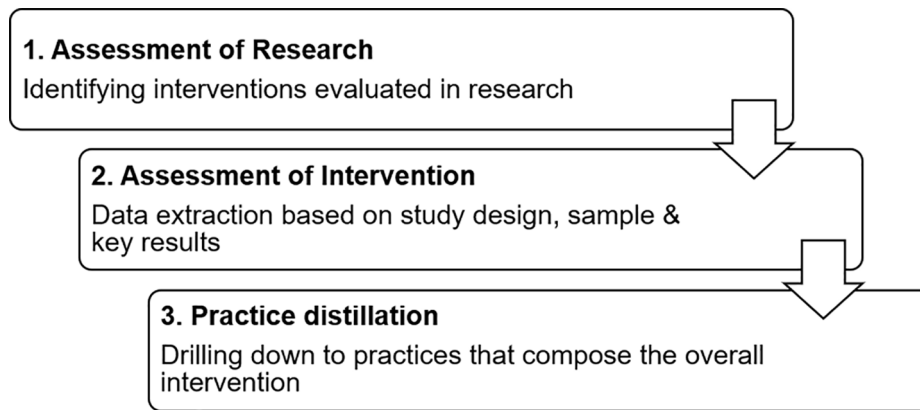 1. Assessment of Research
Identifying interventions evaluated in research
2. Assessment of Intervention
Data extraction based on study design, sample &
key results
3. Practice distillation
Drilling down to practices that compose the overall
intervention